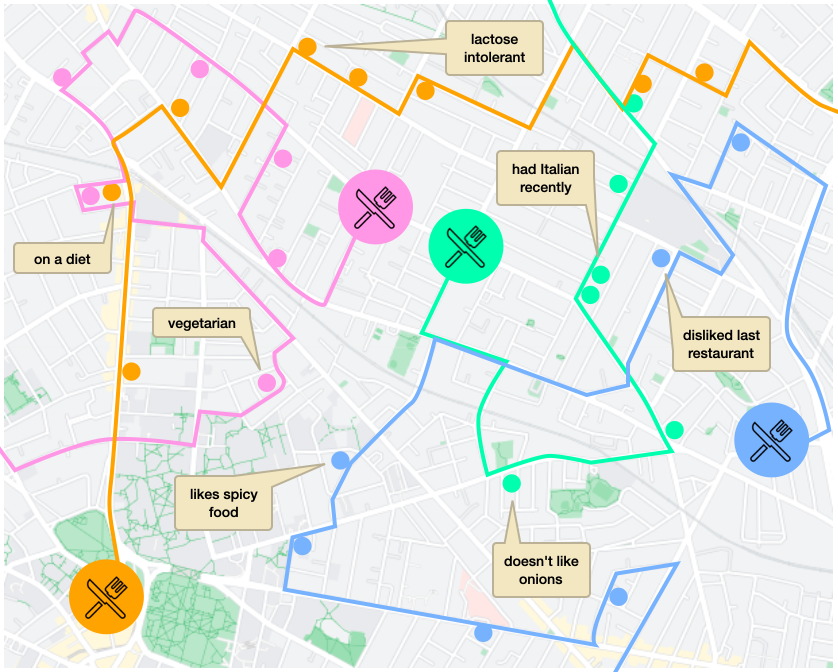 lactose
intolerant
had Italian
recently
on a diet
vegetarian
disliked last
restaurant
likes spicy
food
doesn't like
onions